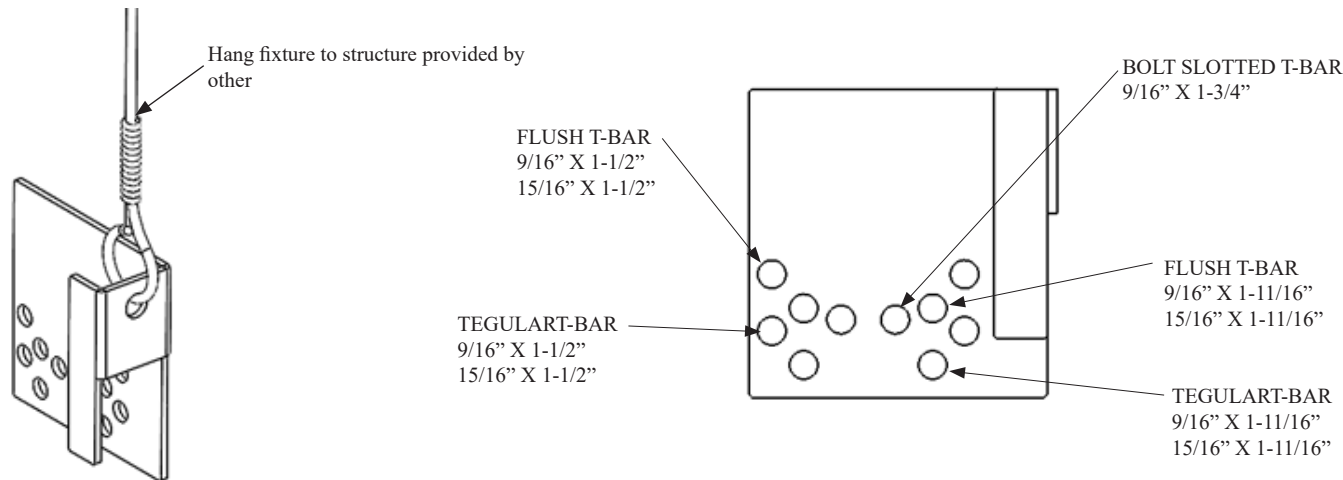 Hang fixture to structure provided by
other
BOLT SLOTTED T-BAR
9/16” X 1-3/4”
FLUSH T-BAR
9/16” X 1-1/2”
15/16” X 1-1/2”
FLUSH T-BAR
9/16” X 1-11/16”
15/16” X 1-11/16”
TEGULART-BAR
9/16” X 1-1/2”
15/16” X 1-1/2”
TEGULART-BAR
9/16” X 1-11/16”
15/16” X 1-11/16”